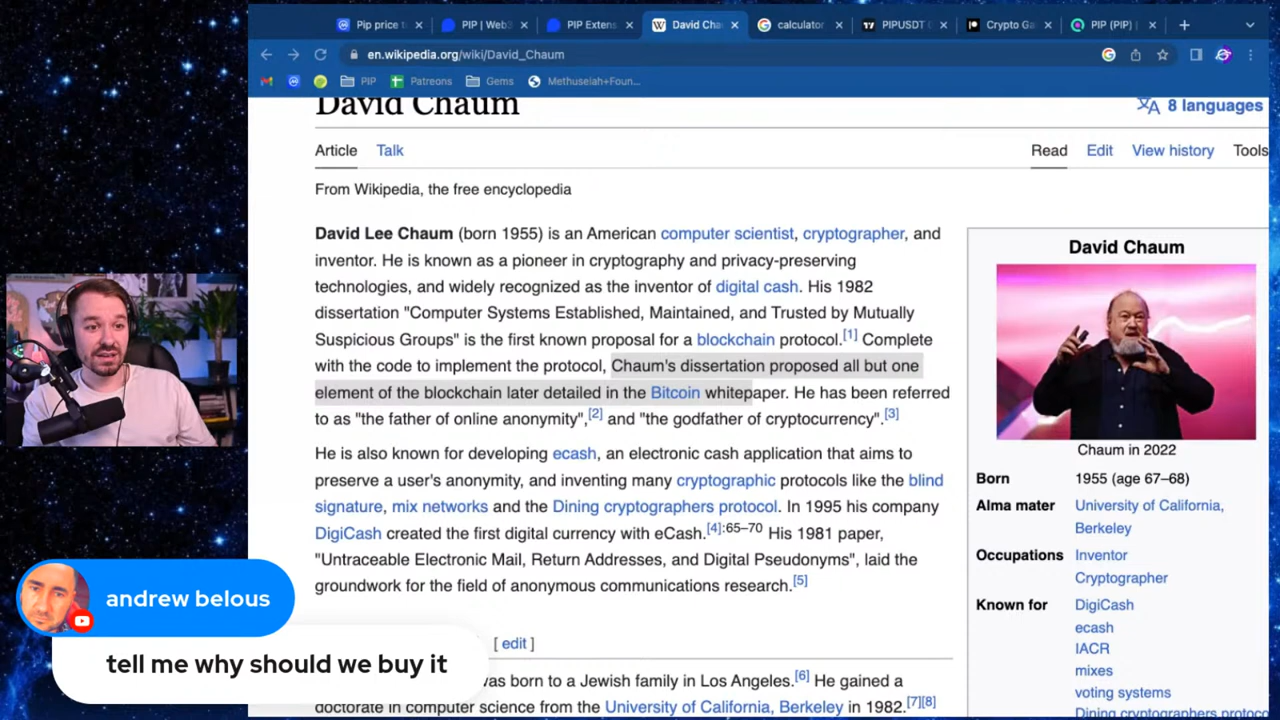 Pip price t
PIP | Web3
PIP Extens
David Chau
calculator
PIPUSDT
Crypto Ga
PIP (PIP) |
en.wikipedia.org/wiki/David_Chaum
PIP
Patreons
Gems
Methuselah+Foun...
David Chaum
8 languages
Article Talk
Read Edit View history Tools
From Wikipedia, the free encyclopedia
David Lee Chaum (born 1955) is an American computer scientist, cryptographer, and
inventor. He is known as a pioneer in cryptography and privacy-preserving
technologies, and widely recognized as the inventor of digital cash. His 1982
dissertation "Computer Systems Established, Maintained, and Trusted by Mutually
Suspicious Groups" is the first known proposal for a blockchain protocol.[1] Complete
with the code to implement the protocol, Chaum's dissertation proposed all but one
element of the blockchain later detailed in the Bitcoin whitepaper. He has been referred
to as "the father of online anonymity",[2] and "the godfather of cryptocurrency".[3]
He is also known for developing ecash, an electronic cash application that aims to
preserve a user's anonymity, and inventing many cryptographic protocols like the blind
signature, mix networks and the Dining cryptographers protocol. In 1995 his company
DigiCash created the first digital currency with eCash.[4]:65–70 His 1981 paper,
"Untraceable Electronic Mail, Return Addresses, and Digital Pseudonyms", laid the
groundwork for the field of anonymous communications research.[5]
[ edit ]
was born to a Jewish family in Los Angeles.[6] He gained a
doctorate in computer science from the University of California, Berkeley in 1982.[7][8]
David Chaum
Chaum in 2022
Born 1955 (age 67–68)
Alma mater University of California,
Berkeley
Occupations Inventor
Cryptographer
Known for DigiCash
ecash
IACR
mixes
voting systems
Dining cryptographers protoco
andrew belous
tell me why should we buy it